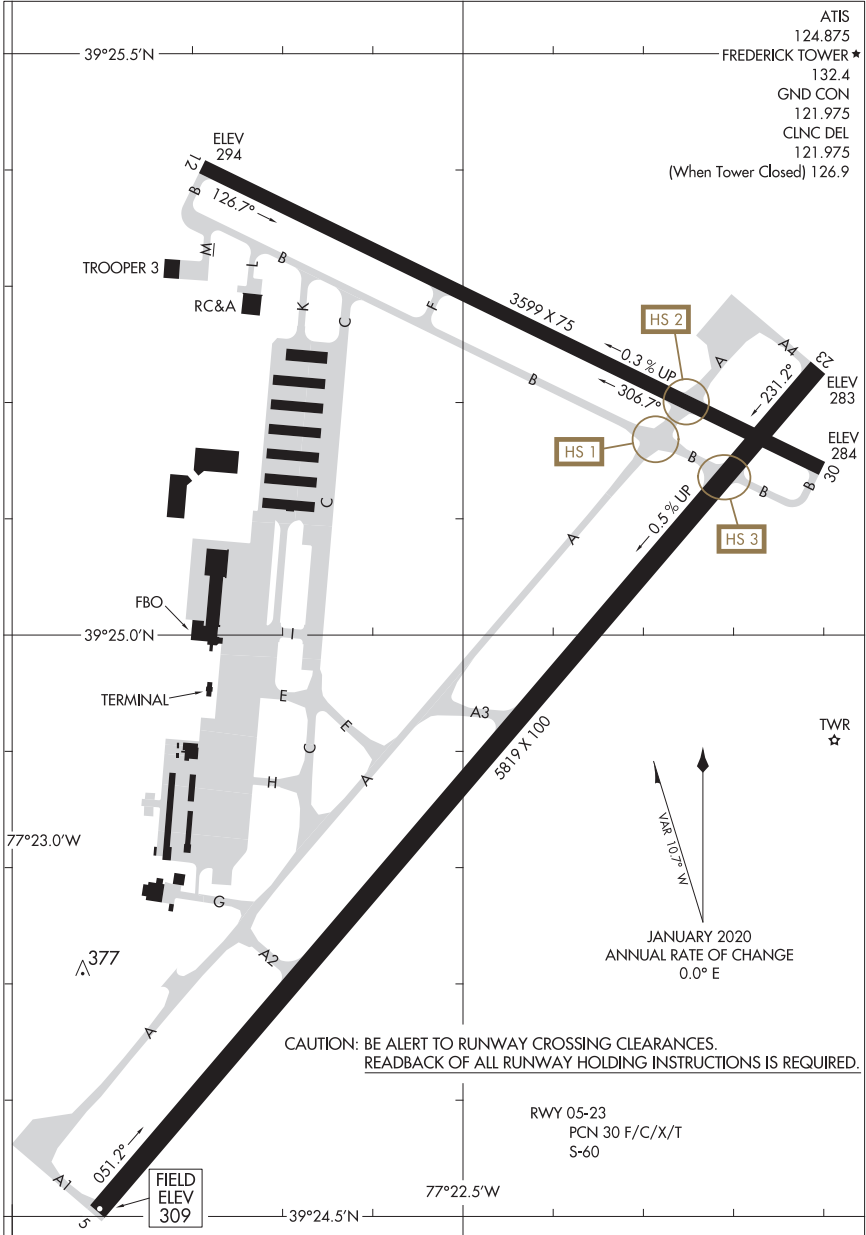 ATIS
124.875
FREDERICK TOWER
132.4
GND CON
121.975
CLNC DEL
121.975
(When Tower Closed) 126.9
39°25.5'N
ELEV
294
12
B
126.7°
M
L
B
TROOPER 3
RC&A
K
C
F
3599 X 75
HS 2
0.3 % UP
306.7°
B
A
A4
23
231.2°
ELEV
283
ELEV
284
30
B
HS 1
B
B
HS 3
0.5 % UP
C
A
FBO
39°25.0'N
I
TERMINAL
E
E
C
A3
5819 X 100
TWR
H
A
VAR 10.7° W
77°23.0'W
G
A2
377
JANUARY 2020
ANNUAL RATE OF CHANGE
0.0° E
A
CAUTION: BE ALERT TO RUNWAY CROSSING CLEARANCES.
READBACK OF ALL RUNWAY HOLDING INSTRUCTIONS IS REQUIRED.
RWY 05-23
PCN 30 F/C/X/T
S-60
051.2°
A1
5
FIELD
ELEV
309
77°22.5'W
39°24.5'N